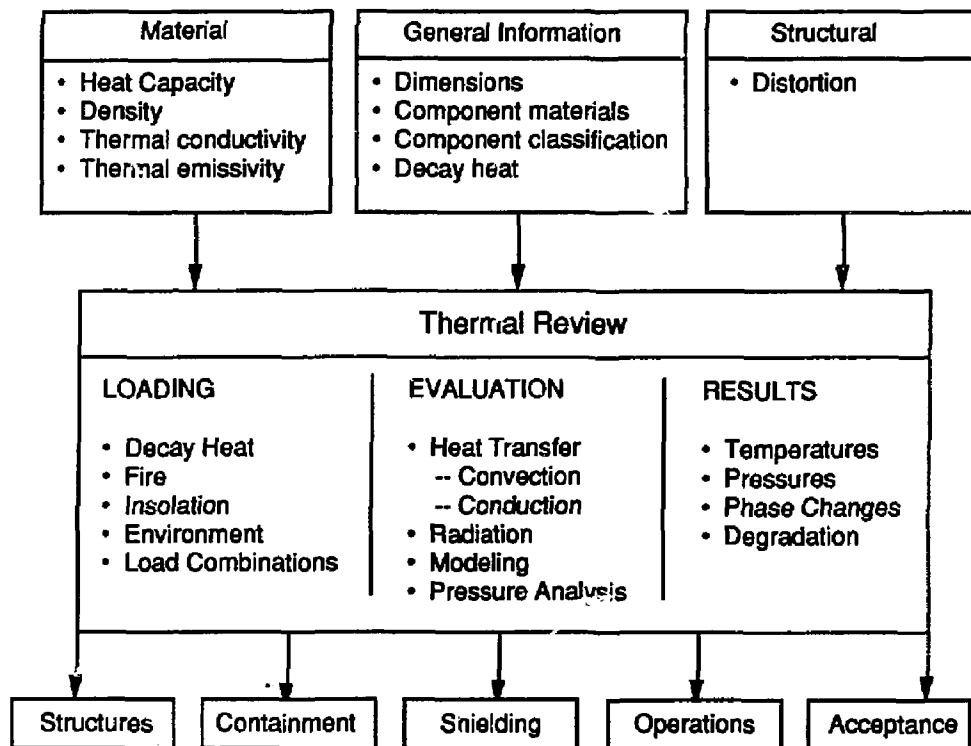 Material
• Heat Capacity
• Density
• Thermal conductivity
• Thermal emissivity
General Information
• Dimensions
• Component materials
• Component classification
• Decay heat
Structural
• Distortion
Thermal Review
LOADING
• Decay Heat
• Fire
• Insolation
• Environment
• Load Combinations
EVALUATION
• Heat Transfer
-- Convection
-- Conduction
• Radiation
• Modeling
• Pressure Analysis
RESULTS
• Temperatures
• Pressures
• Phase Changes
• Degradation
Structures
Containment
Shielding
Operations
Acceptance